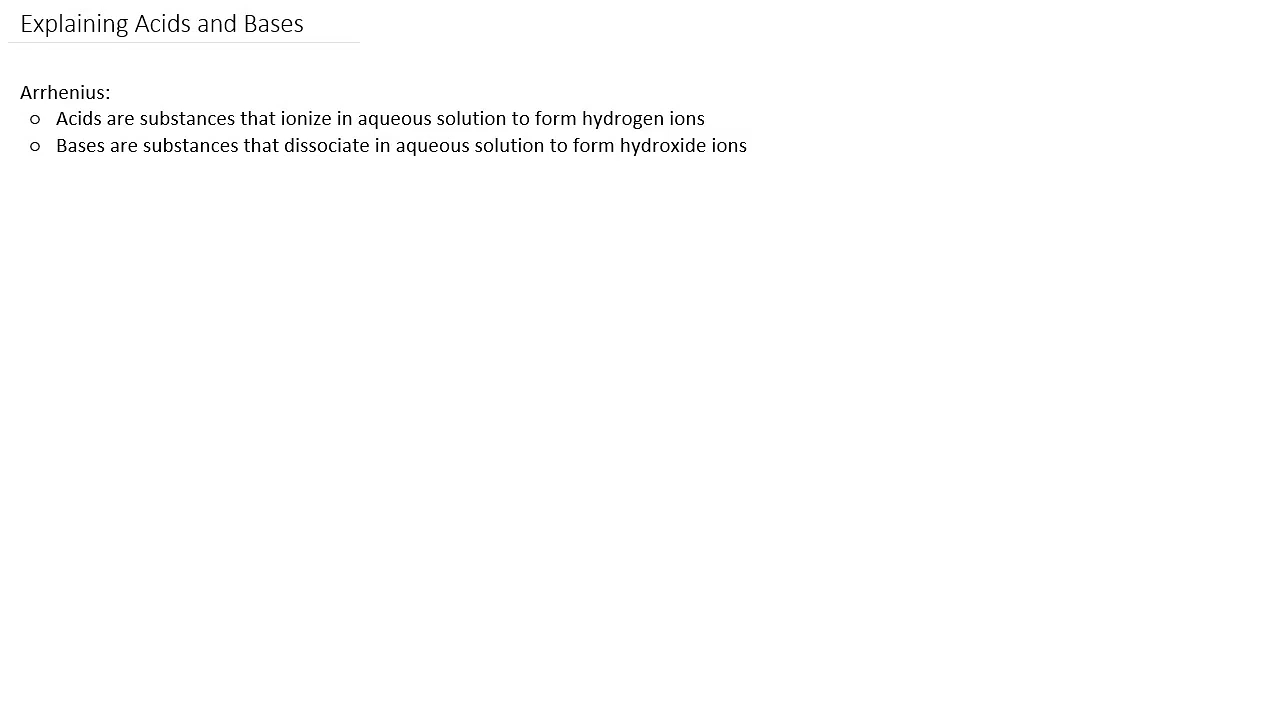 Explaining Acids and Bases
Arrhenius:
○ Acids are substances that ionize in aqueous solution to form hydrogen ions
○ Bases are substances that dissociate in aqueous solution to form hydroxide ions